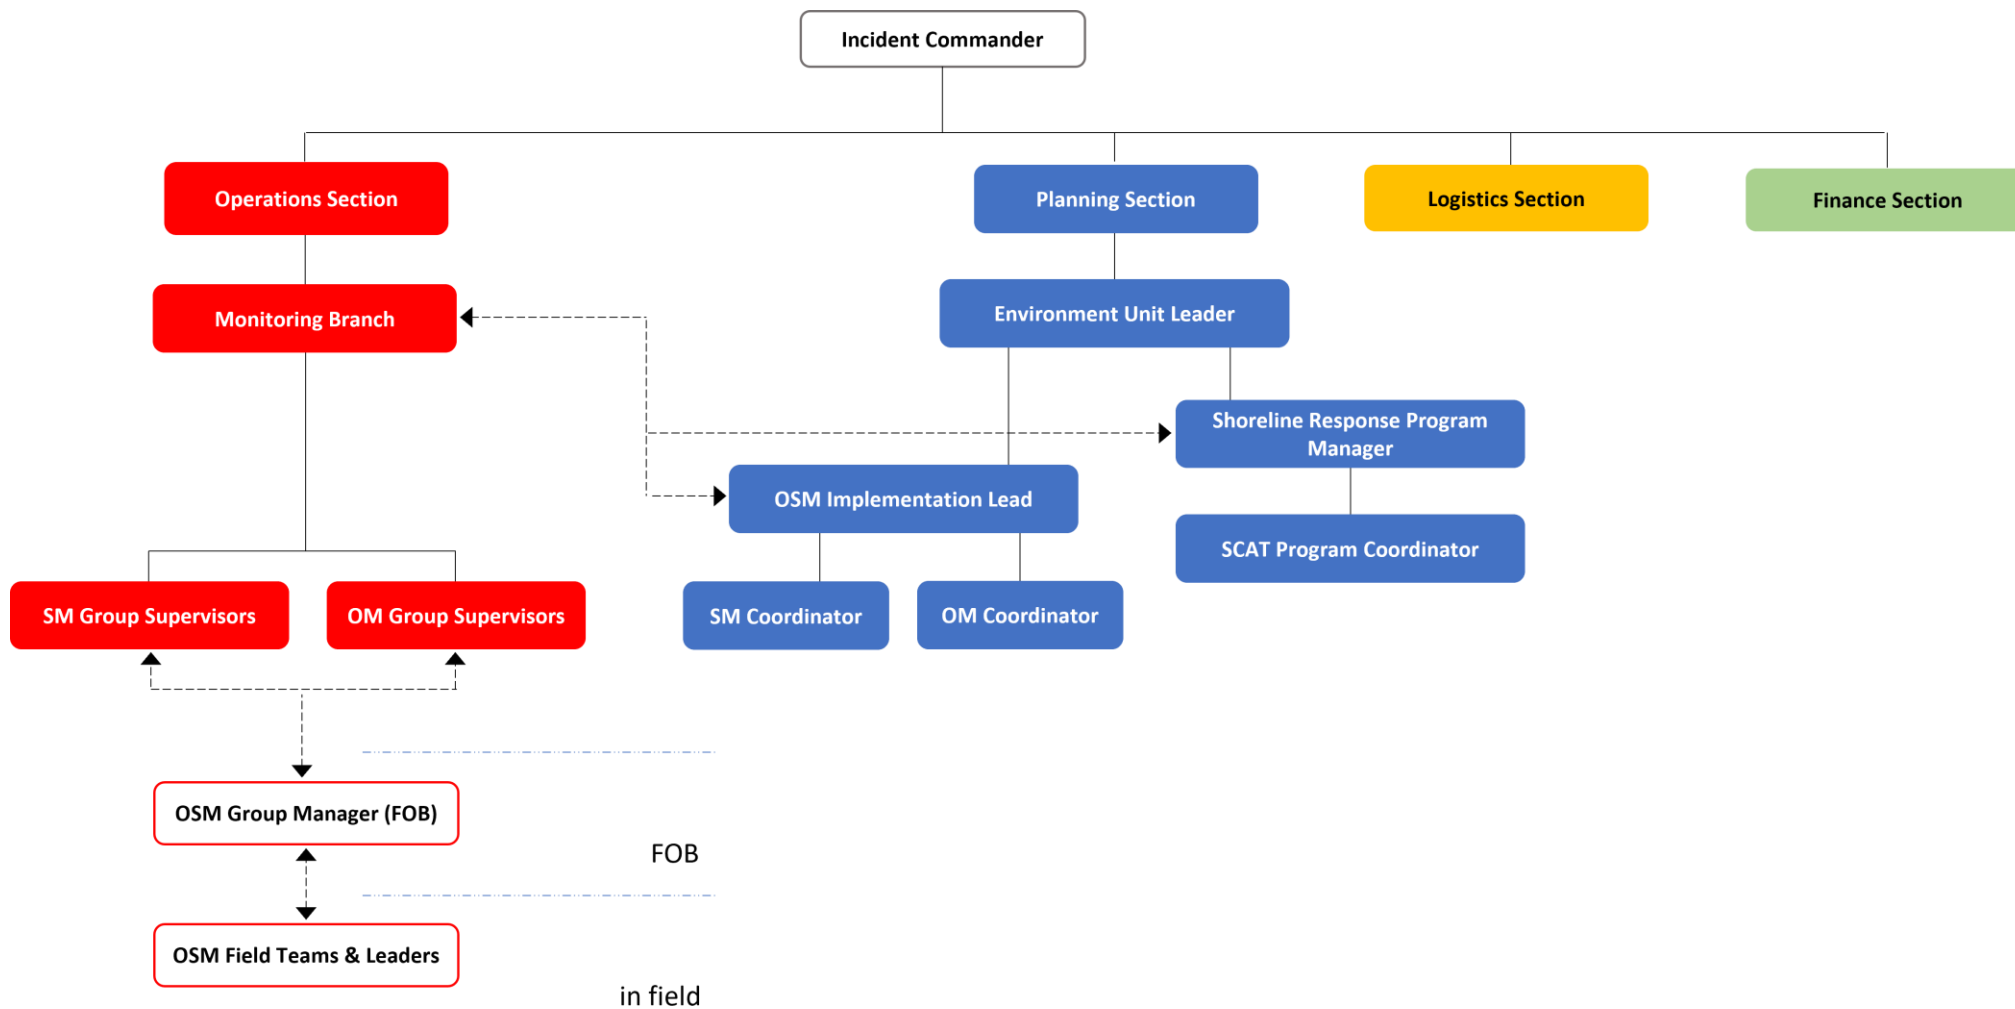 Incident Commander
Operations Section
Planning Section
Logistics Section
Finance Section
Monitoring Branch
Environment Unit Leader
Shoreline Response Program
Manager
OSM Implementation Lead
SCAT Program Coordinator
SM Group Supervisors
OM Group Supervisors
SM Coordinator
OM Coordinator
OSM Group Manager (FOB)
FOB
OSM Field Teams & Leaders
in field